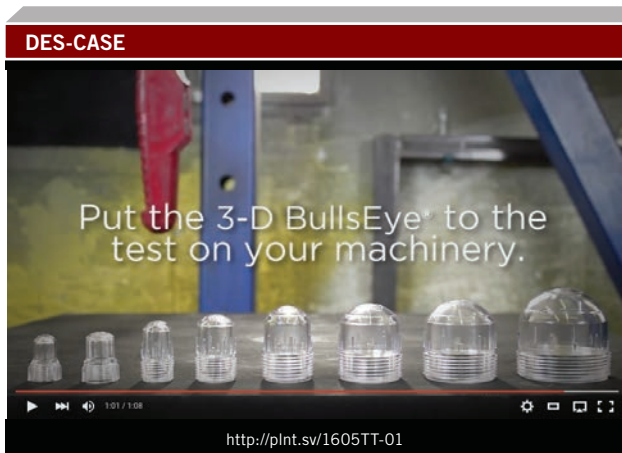 DES-CASE
Put the 3-D BullsEye® to the
test on your machinery.
1:01 / 1:08
http://plnt.sv/1605TT-01